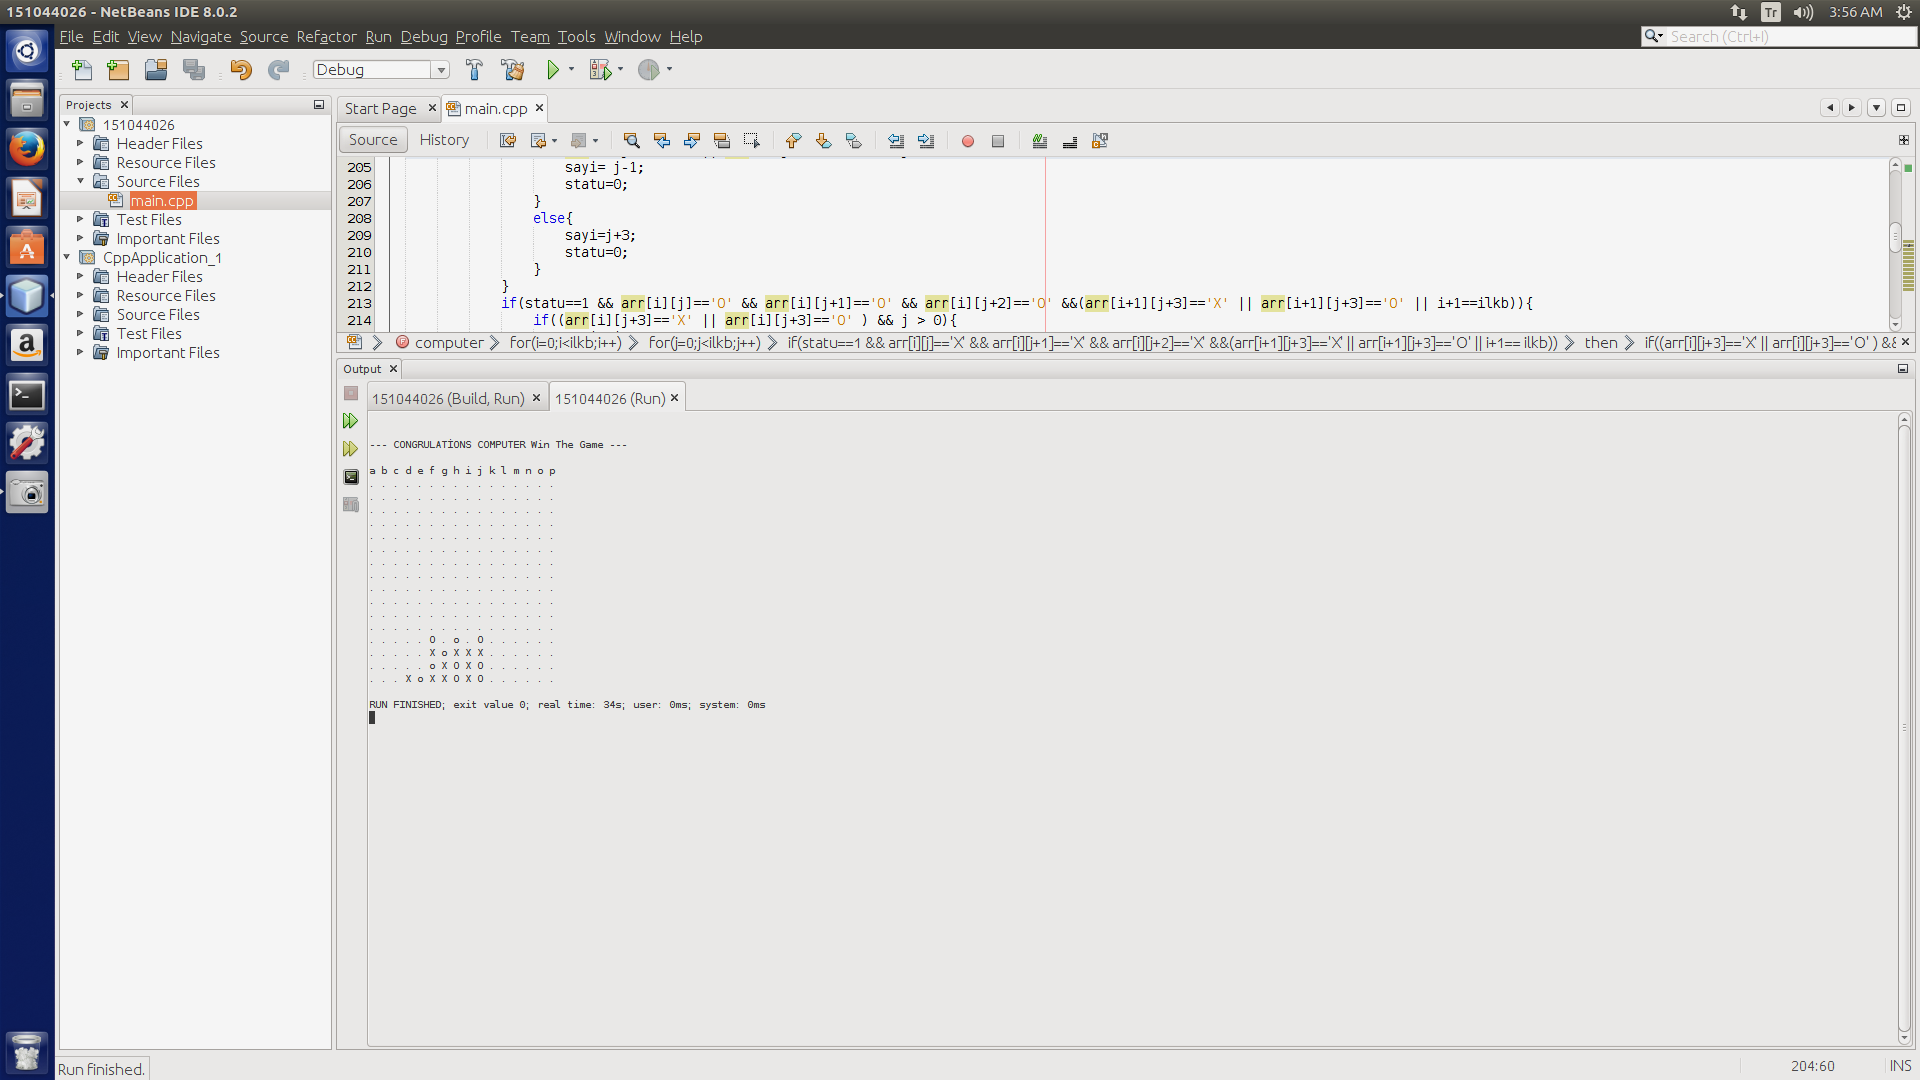 151044026 - NetBeans IDE 8.0.2
Tr
3:56 AM
File Edit View Navigate Source Refactor Run Debug Profile Team Tools Window Help
Search (Ctrl+I)
Debug
Projects
151044026
Header Files
Resource Files
Source Files
main.cpp
Test Files
Important Files
CppApplication_1
Header Files
Resource Files
Source Files
Test Files
Important Files
Start Page main.cpp
Source History
205 sayi= j-1;
206 statu=0;
207 }
208 else{
209 sayi=j+3;
210 statu=0;
211 }
212 }
213 if(statu==1 && arr[i][j]=='O' && arr[i][j+1]=='O' && arr[i][j+2]=='O' &&(arr[i+1][j+3]=='X' || arr[i+1][j+3]=='O' || i+1==ilkb)){
214 if((arr[i][j+3]=='X' || arr[i][j+3]=='O' ) && j > 0){
computer for(i=0;i<ilkb;i++) for(j=0;j<ilkb;j++) if(statu==1 && arr[i][j]=='X' && arr[i][j+1]=='X' && arr[i][j+2]=='X' &&(arr[i+1][j+3]=='X' || arr[i+1][j+3]=='O' || i+1== ilkb)) then if((arr[i][j+3]=='X' || arr[i][j+3]=='O' ) &&
Output
151044026 (Build, Run) 151044026 (Run)
--- CONGRULATİONS COMPUTER Win The Game ---
a b c d e f g h i j k l m n o p
. . . . . . . . . . . . . . . .
. . . . . . . . . . . . . . . .
. . . . . . . . . . . . . . . .
. . . . . . . . . . . . . . . .
. . . . . . . . . . . . . . . .
. . . . . . . . . . . . . . . .
. . . . . . . . . . . . . . . .
. . . . . . . . . . . . . . . .
. . . . . . . . . . . . . . . .
. . . . . . . . . . . . . . . .
. . . . . . . . . . . . . . . .
. . . . . . . . . . . . . . . .
. . . . . O . o . O . . . . . .
. . . . . X o X X X . . . . . .
. . . . . o X O X O . . . . . .
. . . X o X X O X O . . . . . .
RUN FINISHED; exit value 0; real time: 34s; user: 0ms; system: 0ms
Run finished.
204:60
INS